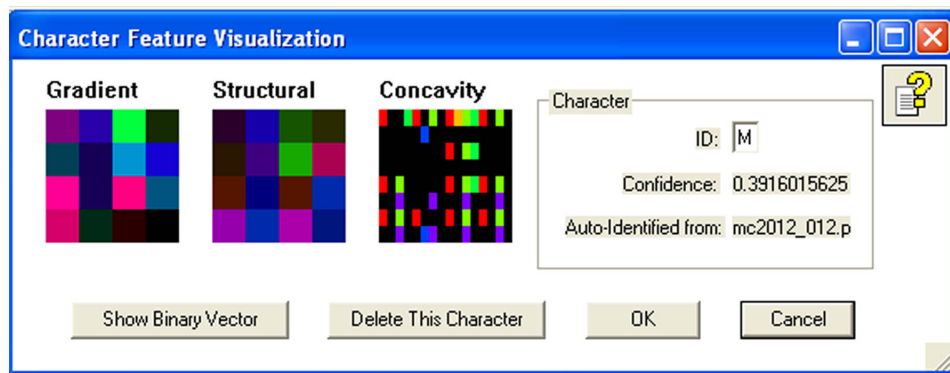 Character Feature Visualization
Gradient Structural Concavity
Character
ID: M
Confidence: 0.3916015625
Auto-Identified from: mc2012_012.p
Show Binary Vector Delete This Character OK Cancel